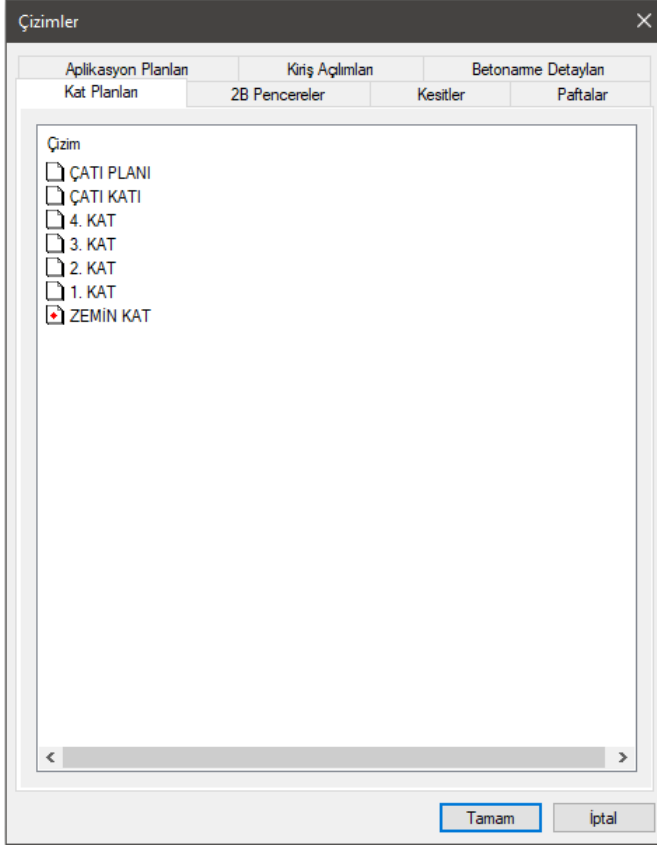 Çizimler
Aplikasyon Planları Kiriş Açılımları Betonarme Detayları
Kat Planları 2B Pencereler Kesitler Paftalar
Çizim
ÇATI PLANI
ÇATI KATI
4. KAT
3. KAT
2. KAT
1. KAT
ZEMİN KAT
Tamam İptal